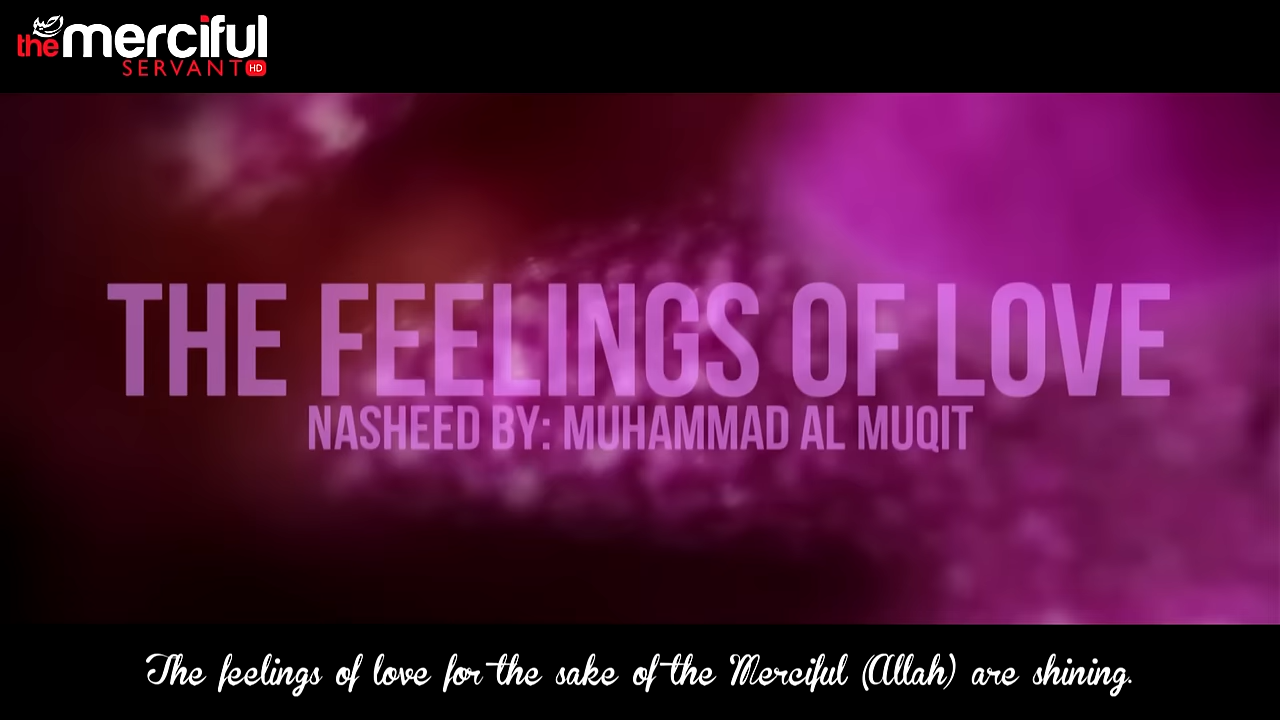 the merciful
SERVANT HD
THE FEELINGS OF LOVE
NASHEED BY: MUHAMMAD AL MUQIT
The feelings of love for the sake of the Merciful (Allah) are shining.